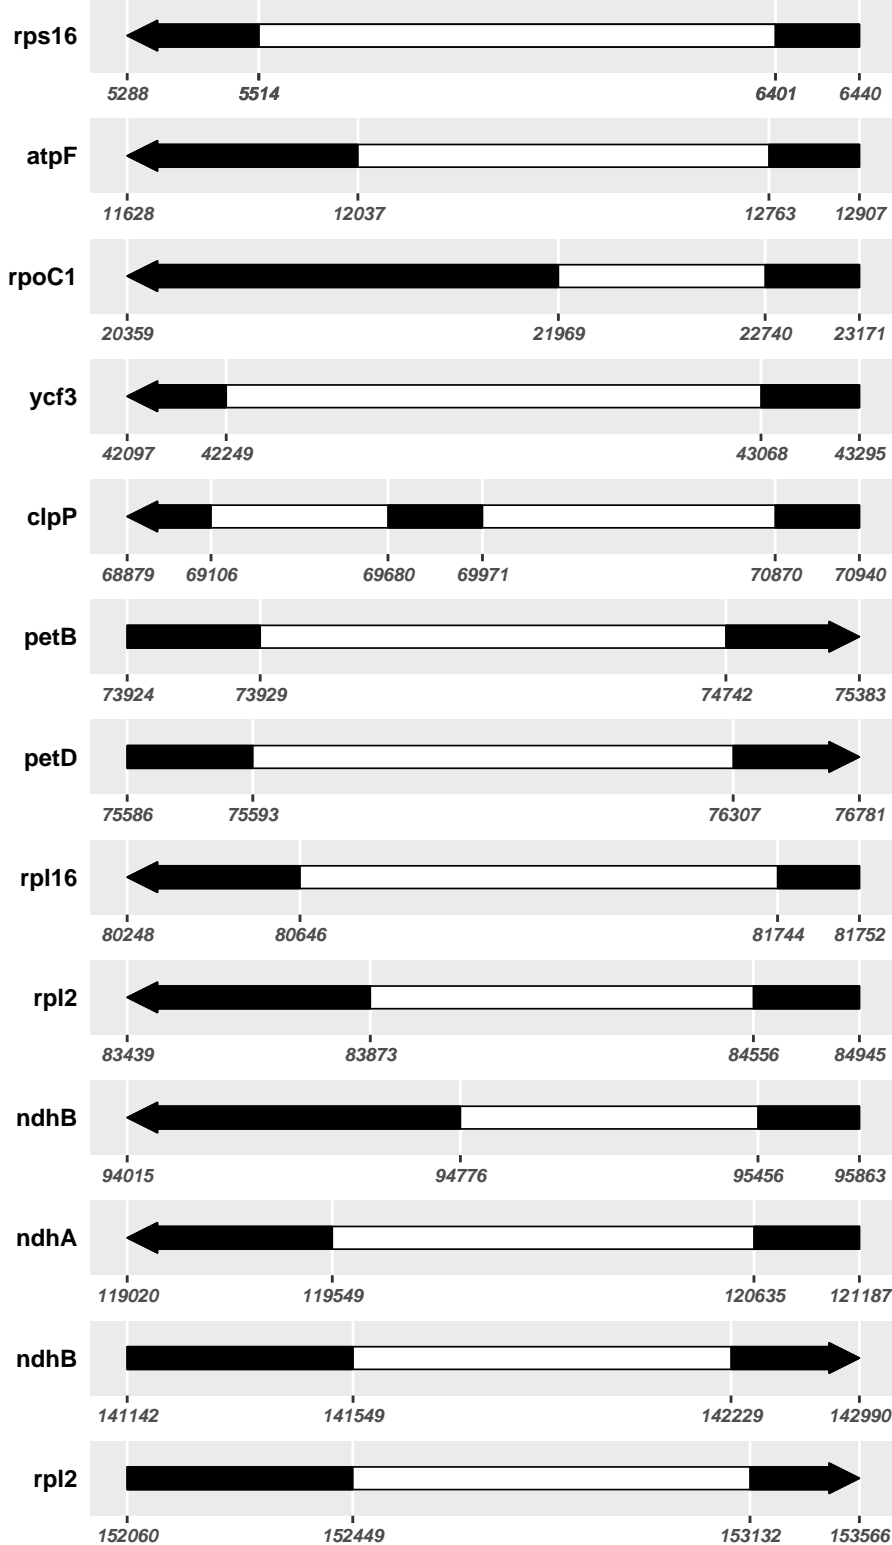 rps16
5288 5514 6401 6440
atpF
11628 12037 12763 12907
rpoC1
20359 21969 22740 23171
ycf3
42097 42249 43068 43295
clpP
68879 69106 69680 69971 70870 70940
petB
73924 73929 74742 75383
petD
75586 75593 76307 76781
rpl16
80248 80646 81744 81752
rpl2
83439 83873 84556 84945
ndhB
94015 94776 95456 95863
ndhA
119020 119549 120635 121187
ndhB
141142 141549 142229 142990
rpl2
152060 152449 153132 153566